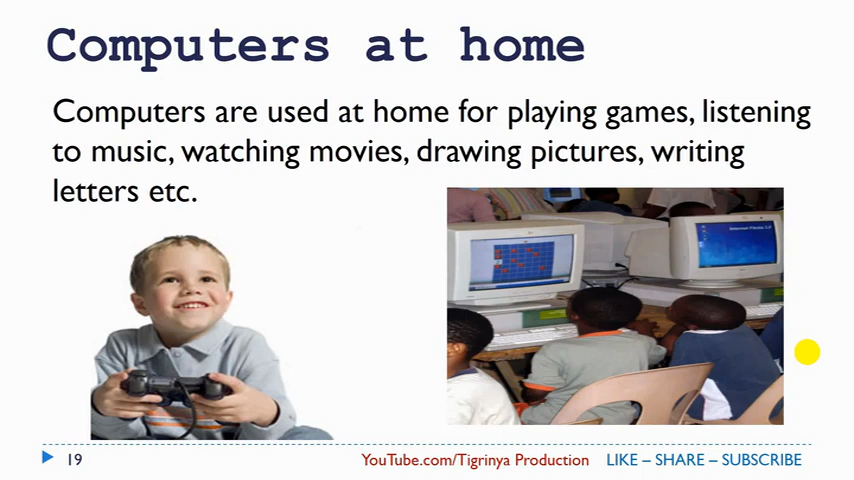 Computers at home
Computers are used at home for playing games, listening
to music, watching movies, drawing pictures, writing
letters etc.
19
YouTube.com/Tigrinya Production
LIKE – SHARE – SUBSCRIBE